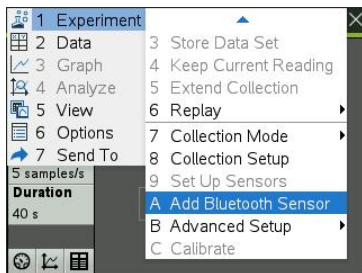 1 Experiment
2 Data
3 Graph
4 Analyze
5 View
6 Options
7 Send To
5 samples/s
Duration
40 s
3 Store Data Set
4 Keep Current Reading
5 Extend Collection
6 Replay
7 Collection Mode
8 Collection Setup
9 Set Up Sensors
A Add Bluetooth Sensor
B Advanced Setup
C Calibrate